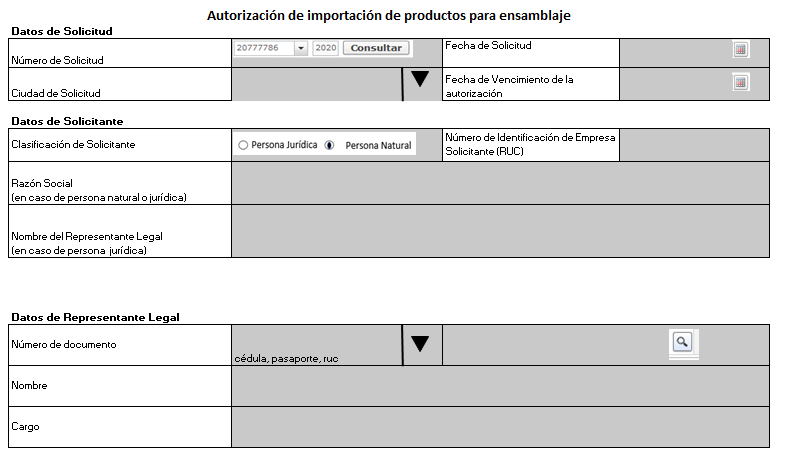 Autorización de importación de productos para ensamblaje
Datos de Solicitud
Número de Solicitud
20777786
2020
Consultar
Fecha de Solicitud
Ciudad de Solicitud
Fecha de Vencimiento de la
autorización
Datos de Solicitante
Clasificación de Solicitante
Persona Jurídica
Persona Natural
Número de Identificación de Empresa
Solicitante (RUC)
Razón Social
(en caso de persona natural o jurídica)
Nombre del Representante Legal
(en caso de persona jurídica)
Datos de Representante Legal
Número de documento
cédula, pasaporte, ruc
Nombre
Cargo